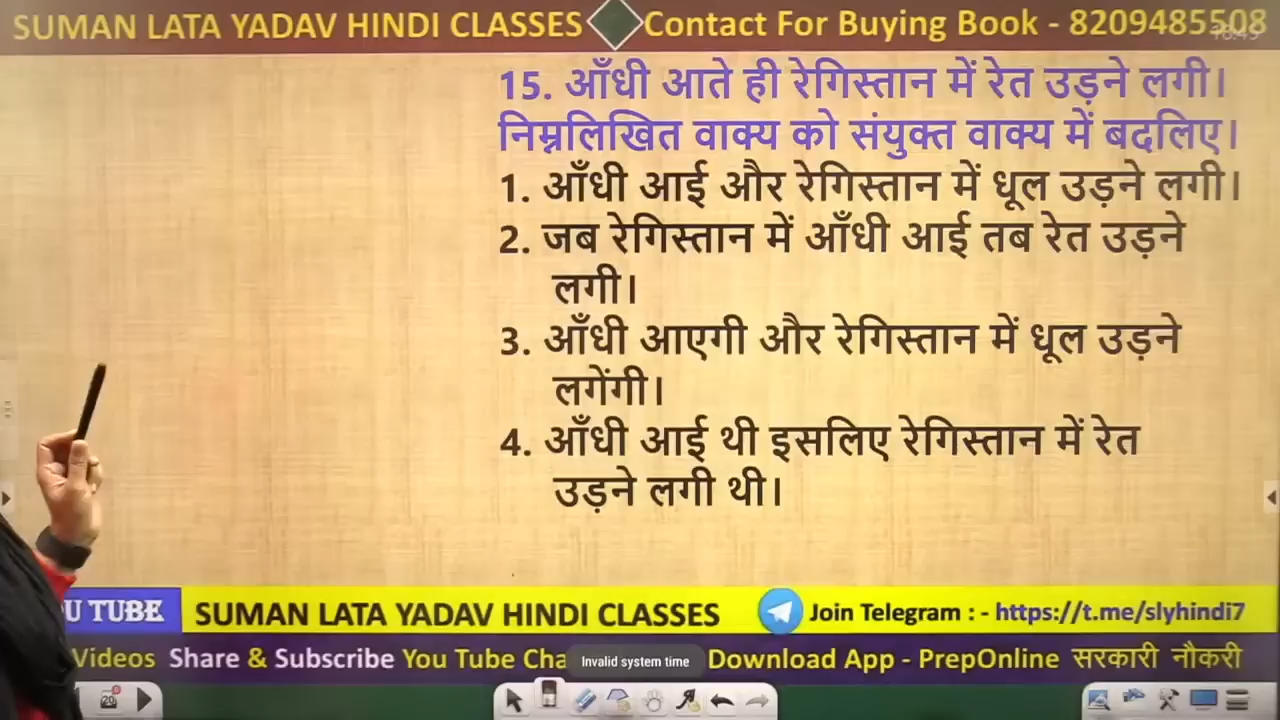 SUMAN LATA YADAV HINDI CLASSES Contact For Buying Book - 8209485508
15. आँधी आते ही रेगिस्तान में रेत उड़ने लगी।
निम्नलिखित वाक्य को संयुक्त वाक्य में बदलिए।
1. आँधी आई और रेगिस्तान में धूल उड़ने लगी।
2. जब रेगिस्तान में आँधी आई तब रेत उड़ने
लगी।
3. आँधी आएगी और रेगिस्तान में धूल उड़ने
लगेंगी।
4. आँधी आई थी इसलिए रेगिस्तान में रेत
उड़ने लगी थी।
U TUBE SUMAN LATA YADAV HINDI CLASSES Join Telegram : - https://t.me/slyhindi7
Videos Share & Subscribe You Tube Cha Invalid system time Download App - PrepOnline सरकारी नौकरी
20